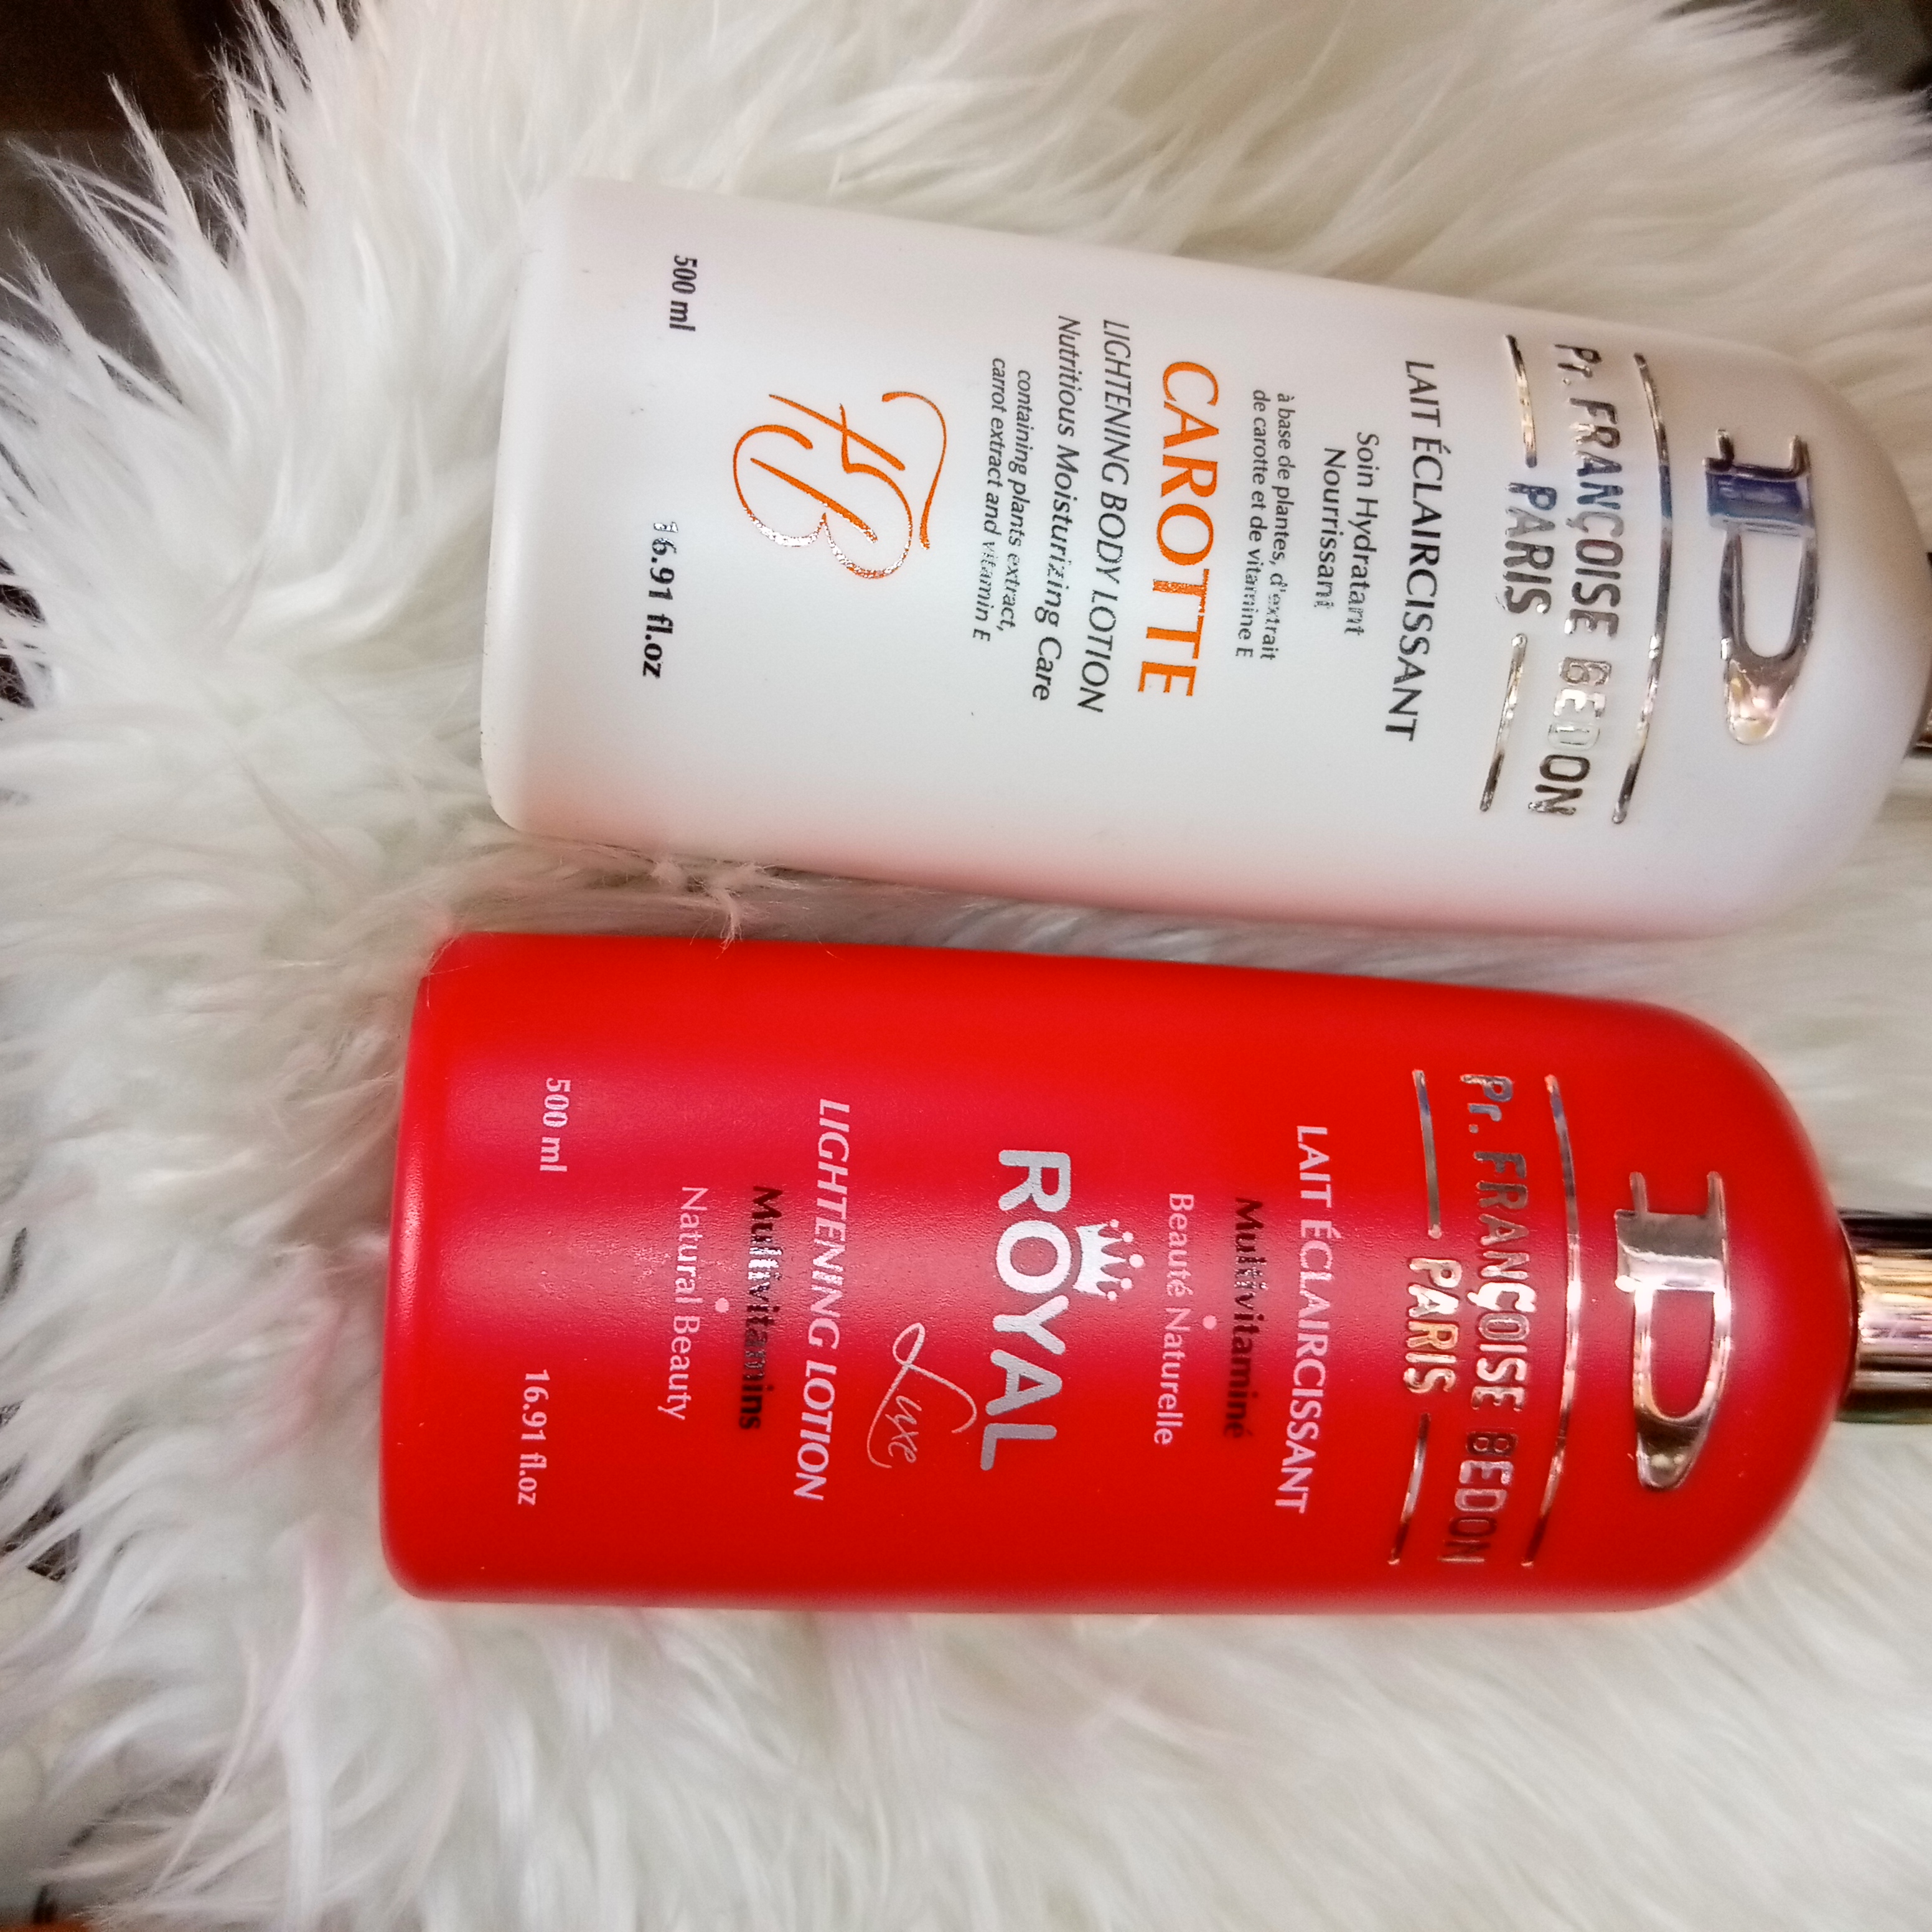 Pr. FRANÇOISE BEDON
PARIS
LAIT ÉCLAIRCISSANT
Soin Hydratant
Nourrissant
à base de plantes, d'extrait
de carotte et de vitamine E
CAROTTE
LIGHTENING BODY LOTION
Nutritious Moisturizing Care
containing plants extract,
carrot extract and vitamin E
FB
500 ml 16.91 fl.oz
Pr. FRANÇOISE BEDON
PARIS
LAIT ÉCLAIRCISSANT
Multivitaminé
Beauté Naturelle
ROYAL
Luxe
LIGHTENING LOTION
Multivitamins
Natural Beauty
500 ml 16.91 fl.oz